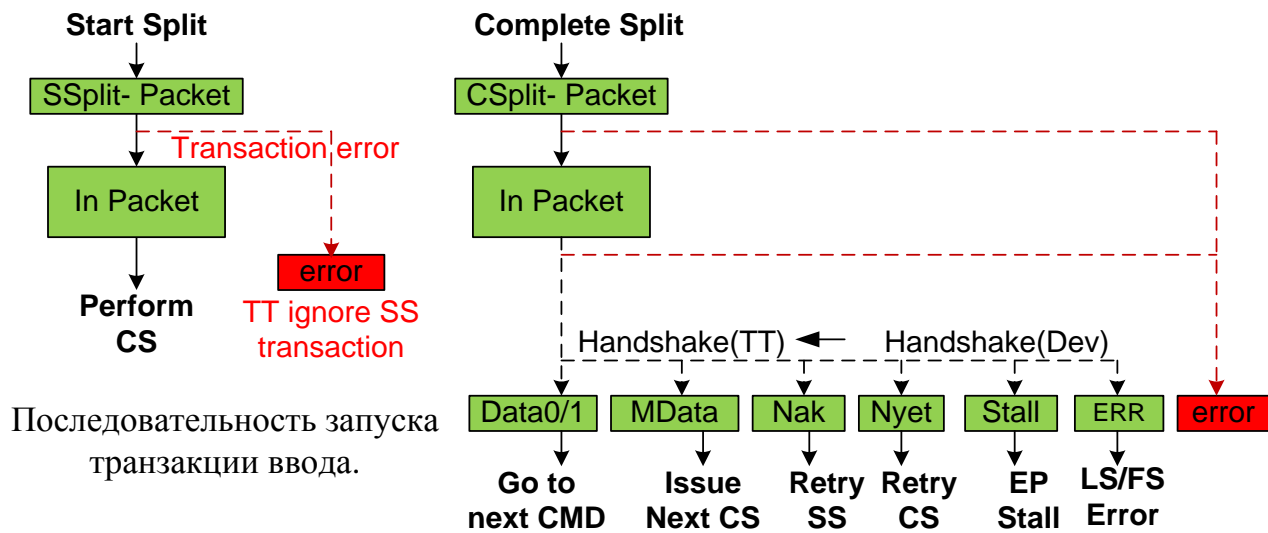 Start Split
Complete Split
SSplit- Packet
CSplit- Packet
Transaction error
In Packet
In Packet
error
Perform
CS
TT ignore SS
transaction
Handshake(TT)
Handshake(Dev)
Последовательность запуска
транзакции ввода.
Data0/1
MData
Nak
Nyet
Stall
ERR
error
Go to
next CMD
Issue
Next CS
Retry
SS
Retry
CS
EP
Stall
LS/FS
Error